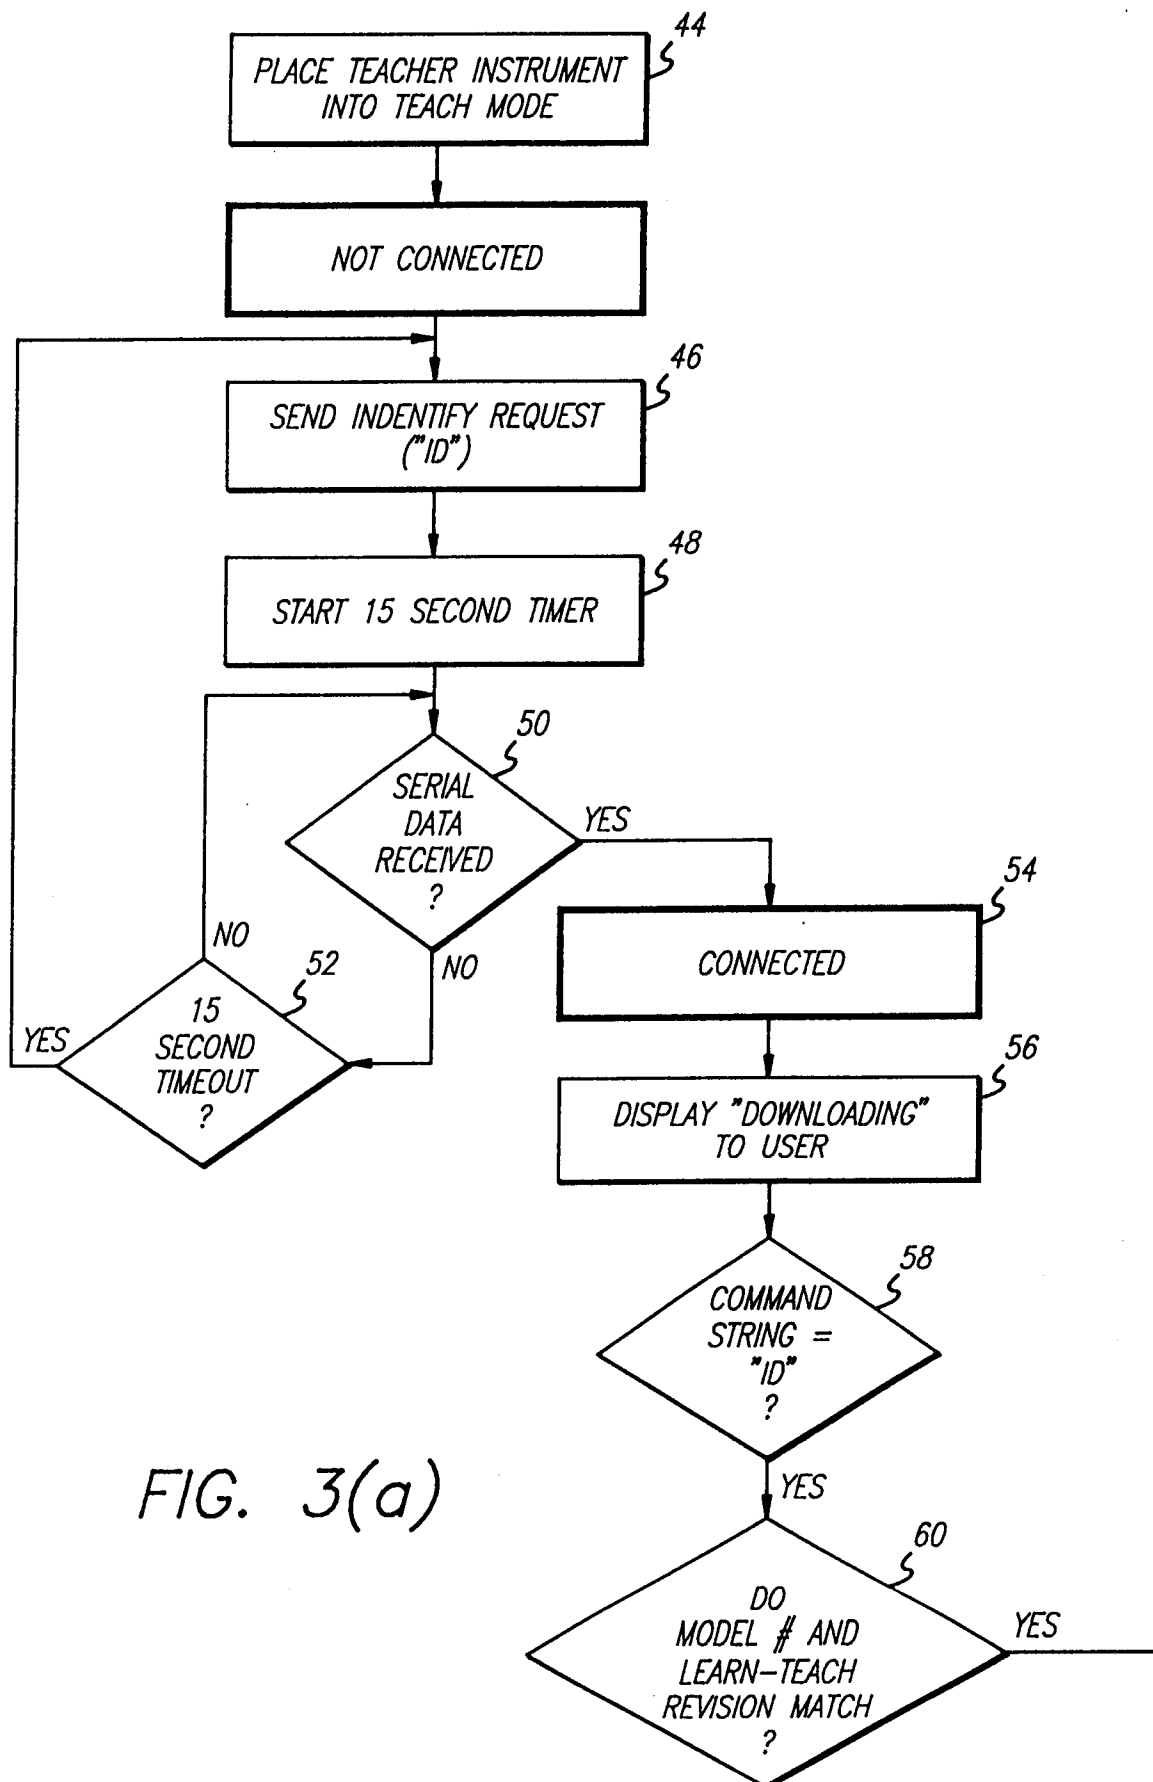 44
PLACE TEACHER INSTRUMENT
INTO TEACH MODE
NOT CONNECTED
46
SEND INDENTIFY REQUEST
("ID")
48
START 15 SECOND TIMER
50
SERIAL
DATA
RECEIVED
?
YES
54
NO
NO
CONNECTED
52
15
SECOND
TIMEOUT
?
YES
56
DISPLAY "DOWNLOADING"
TO USER
58
COMMAND
STRING =
"ID"
?
YES
FIG. 3(a)
60
DO
MODEL # AND
LEARN-TEACH
REVISION MATCH
?
YES